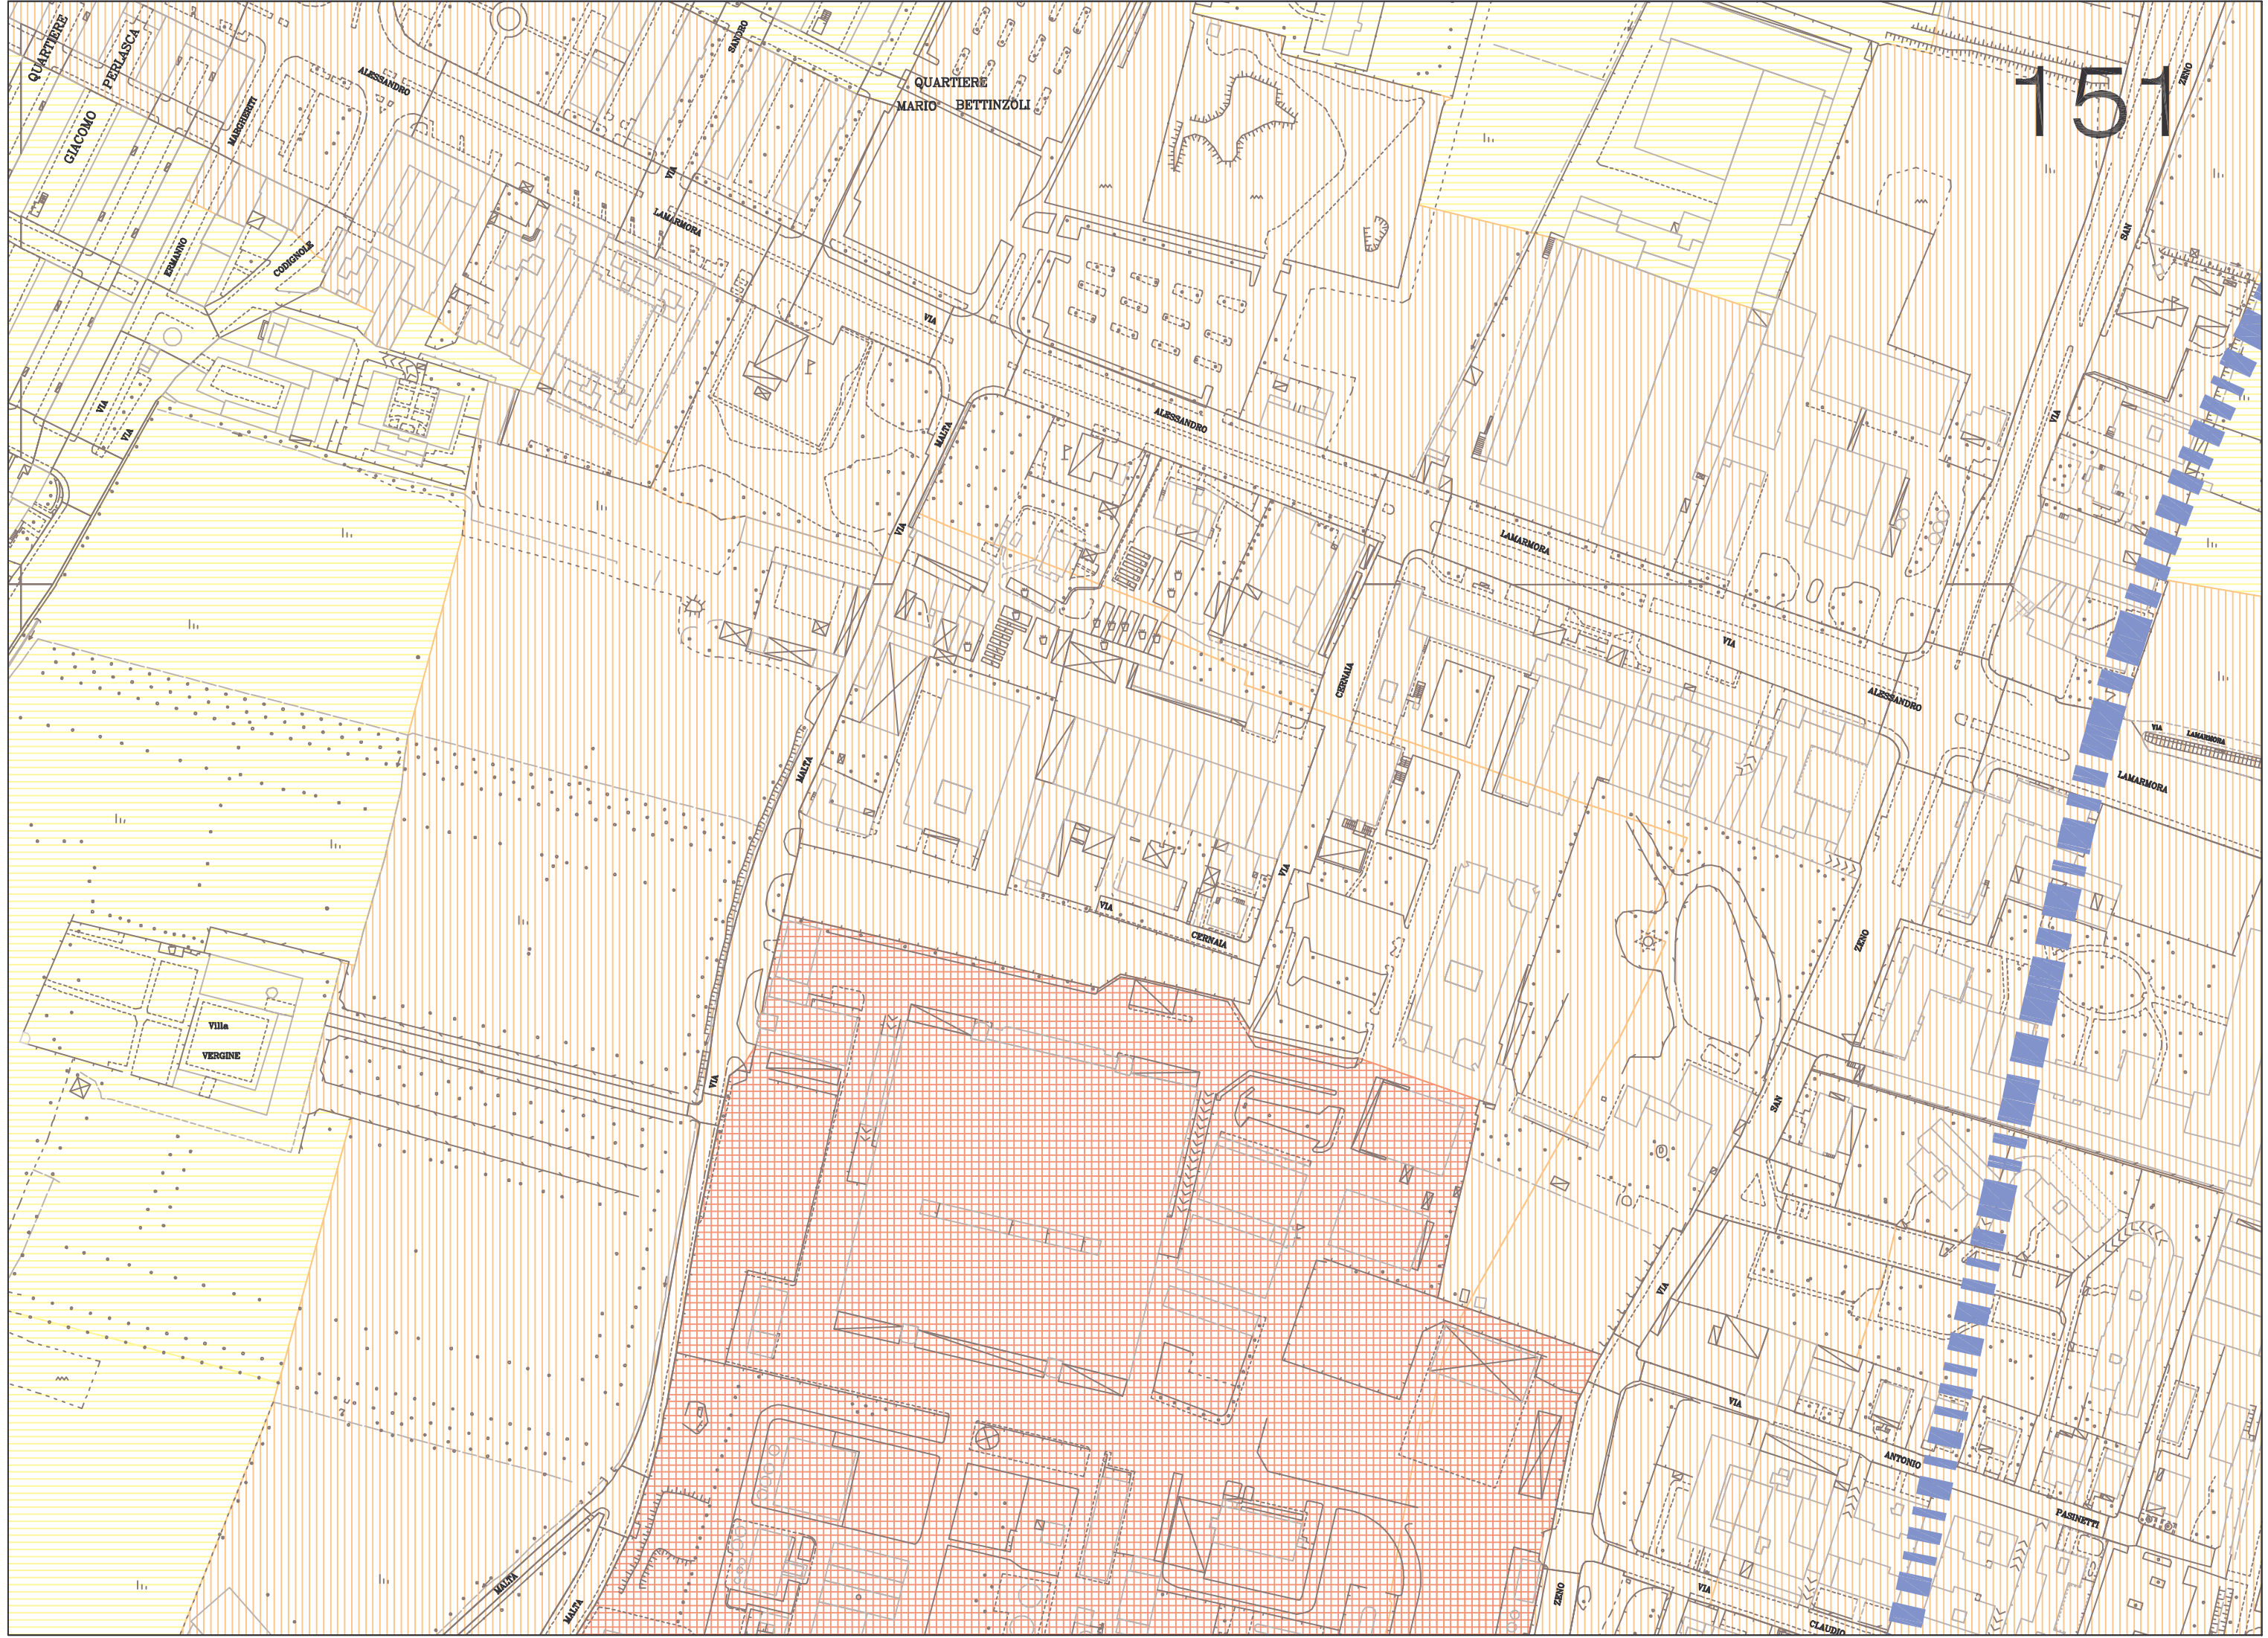 QUARTIERE
GIACOMO
PERLASCA
MARGHERITI
ALESSANDRO
SANDRO
VIA
LAMARMORA
QUARTIERE
MARIO BETTINZOLI
151
ZENO
SAN
VIA
ERMANNO
CODIGNOLE
VIA
VIA
VIA
MALTA
VIA
ALESSANDRO
LAMARMORA
VIA
ALESSANDRO
VIA LAMARMORA
LAMARMORA
CERNAIA
VIA
MALTA
VIA
CERNAIA
VIA
ZENO
SAN
VIA
Villa
VERGINE
VIA
ANTONIO
PASINETTI
MALTA
MALTA
ZENO
VIA
CLAUDIO